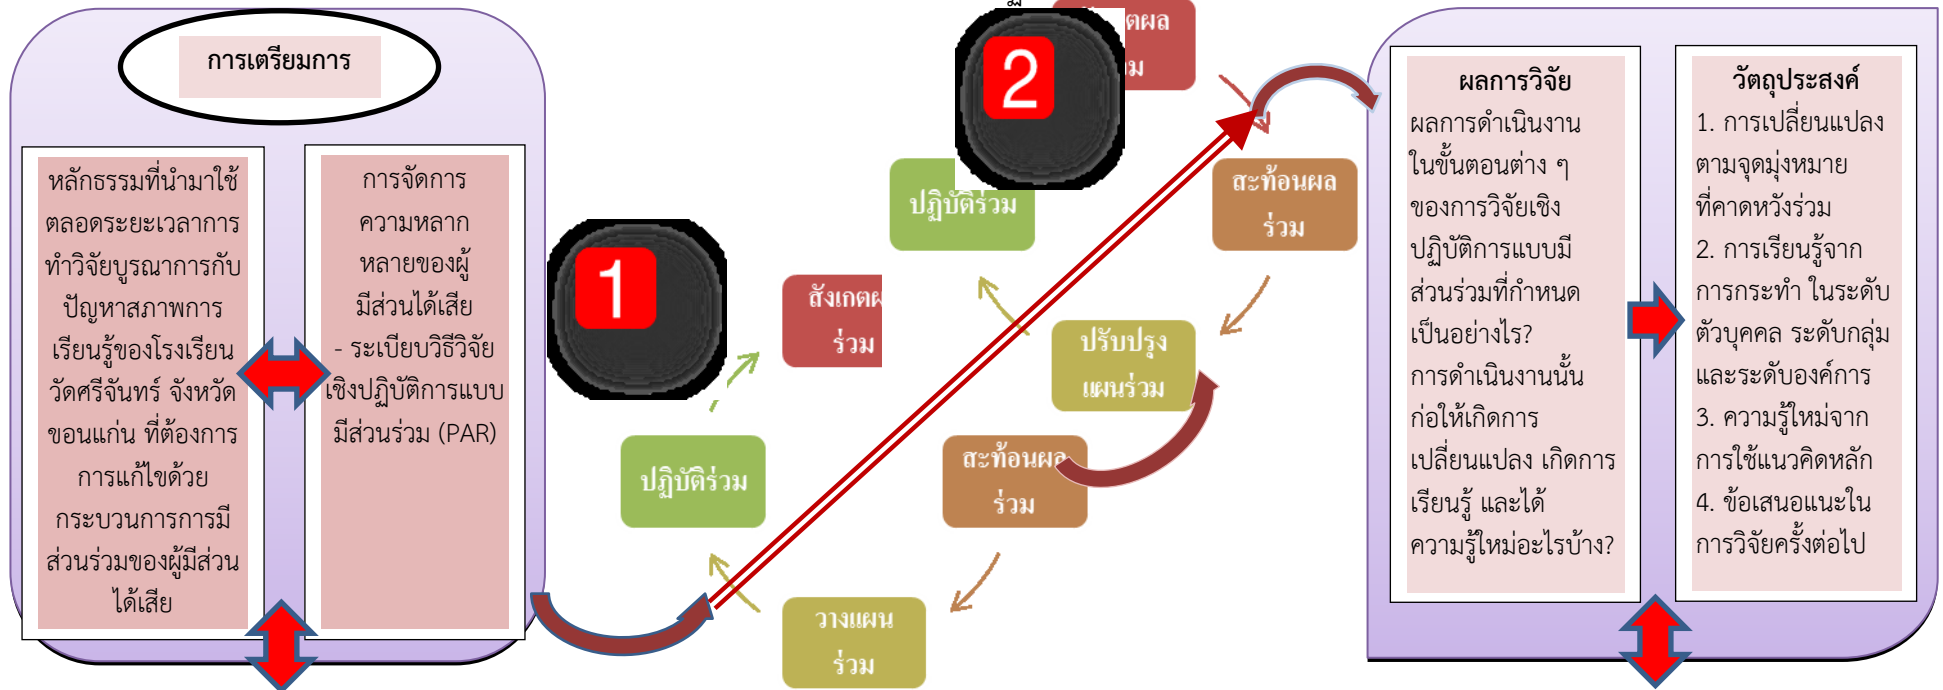 การเตรียมการ
หลักธรรมที่นำมาใช้
ตลอดระยะเวลาการ
ทำวิจัยบูรณาการกับ
ปัญหาสภาพการ
เรียนรู้ของโรงเรียน
วัดศรีจันทร์ จังหวัด
ขอนแก่น ที่ต้องการ
การแก้ไขด้วย
กระบวนการการมี
ส่วนร่วมของผู้มีส่วน
ได้เสีย
การจัดการ
ความหลาก
หลายของผู้
มีส่วนได้เสีย
- ระเบียบวิธีวิจัย
เชิงปฏิบัติการแบบ
มีส่วนร่วม (PAR)
1
วางแผน
ร่วม
ปฏิบัติร่วม
ร่วม
สะท้อนผล
ร่วม
2
ปรับปรุง
แผนร่วม
ปฏิบัติร่วม
สะท้อนผล
ร่วม
ผลการวิจัย
ผลการดำเนินงาน
ในขั้นตอนต่าง ๆ
ของการวิจัยเชิง
ปฏิบัติการแบบมี
ส่วนร่วมที่กำหนด
เป็นอย่างไร?
การดำเนินงานนั้น
ก่อให้เกิดการ
เปลี่ยนแปลง เกิดการ
เรียนรู้ และได้
ความรู้ใหม่อะไรบ้าง?
วัตถุประสงค์
1. การเปลี่ยนแปลง
ตามจุดมุ่งหมาย
ที่คาดหวังร่วม
2. การเรียนรู้จาก
การกระทำ ในระดับ
ตัวบุคคล ระดับกลุ่ม
และระดับองค์การ
3. ความรู้ใหม่จาก
การใช้แนวคิดหลัก
4. ข้อเสนอแนะใน
การวิจัยครั้งต่อไป